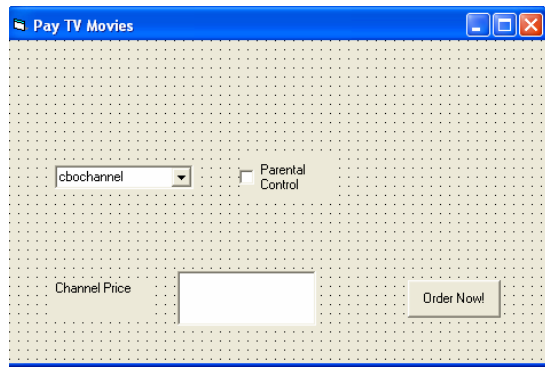 Pay TV Movies
cbochannel
Parental
Control
Channel Price
Order Now!